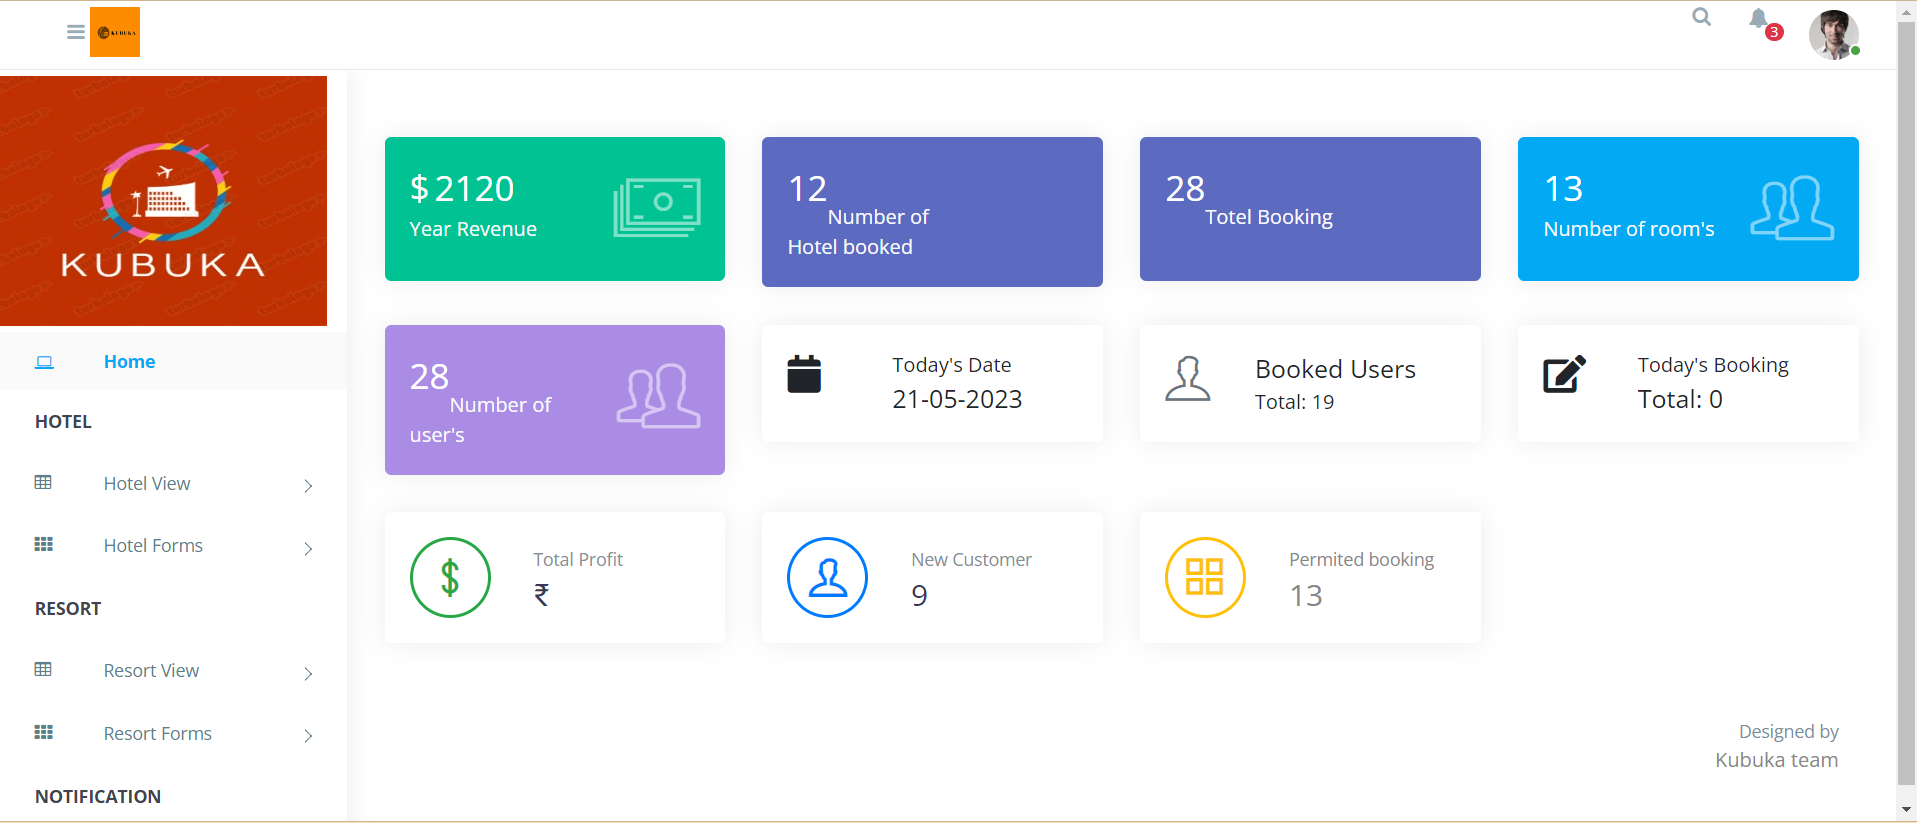 KUBUKA
3
KUBUKA
Home
HOTEL
Hotel View
Hotel Forms
RESORT
Resort View
Resort Forms
NOTIFICATION
$ 2120
Year Revenue
12
Number of
Hotel booked
28
Totel Booking
13
Number of room's
28
Number of
user's
Today's Date
21-05-2023
Booked Users
Total: 19
Today's Booking
Total: 0
Total Profit
₹
New Customer
9
Permited booking
13
Designed by
Kubuka team